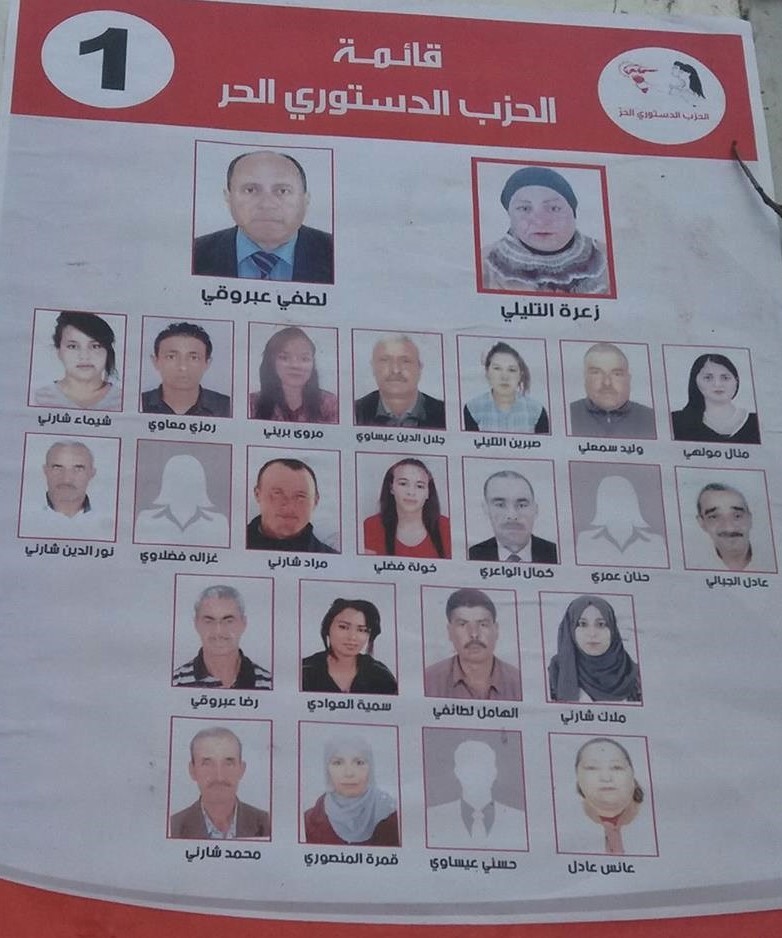 1
قائمة
الحزب الدستوري الحر
الحزب الدستوري الحرّ
زعرة التليلي
لطفي عبروقي
منال مولهي
وليد سمعلي
صبرين التليلي
جلال الدين عيساوي
مروى بريني
رمزي معاوي
شيماء شارني
عادل الجبالي
حنان عمري
كمال الواعري
خولة فضلي
مراد شارني
غزاله فضلاوي
نور الدين شارني
ملاك شارني
الهامل لطائفي
سمية العوادي
رضا عبروقي
عانس عادل
حسني عيساوي
قمرة المنصوري
محمد شارني